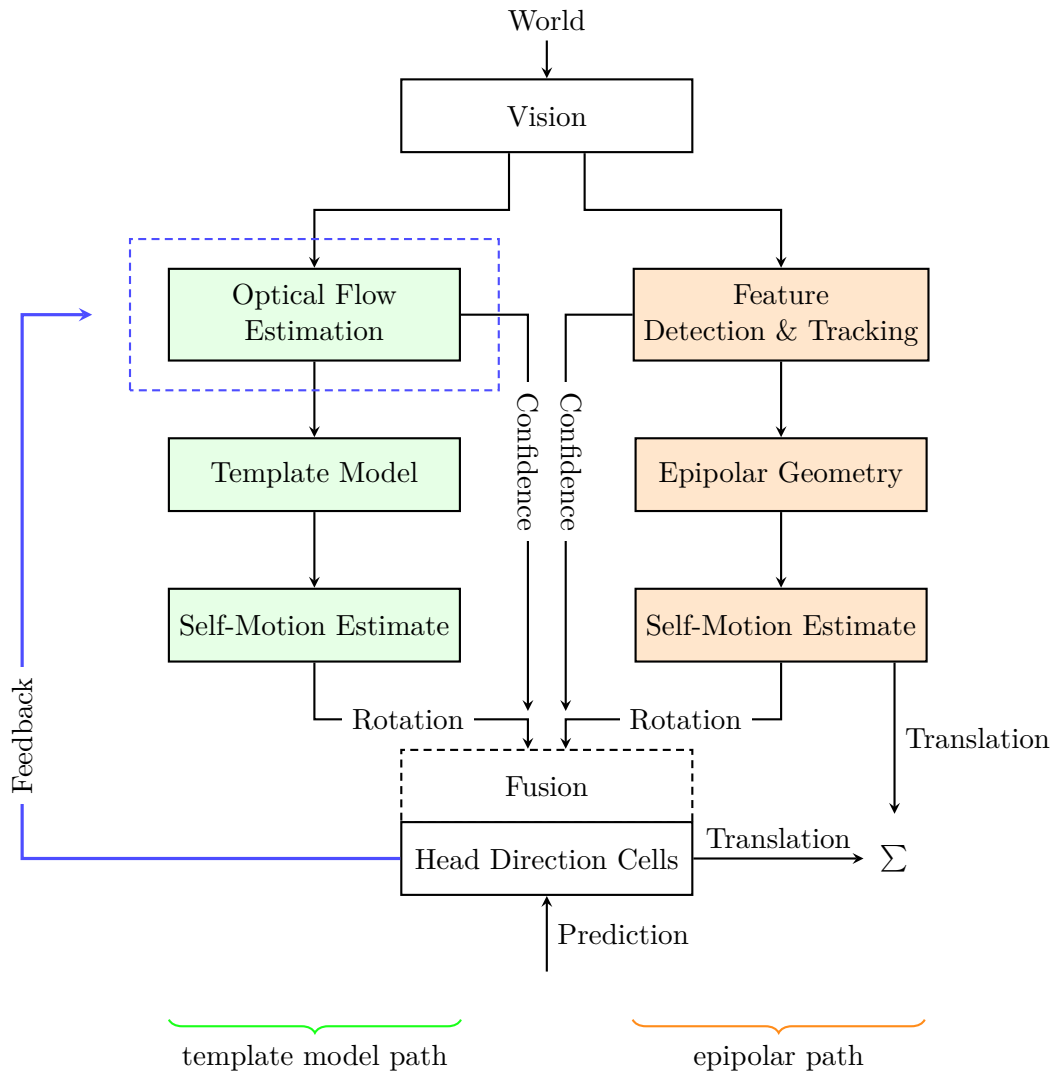 World
Vision
Optical Flow
Estimation
Feature
Detection & Tracking
Confidence
Confidence
Template Model
Epipolar Geometry
Self-Motion Estimate
Self-Motion Estimate
Feedback
Rotation
Rotation
Translation
Fusion
Head Direction Cells
Translation
∑
Prediction
template model path
epipolar path